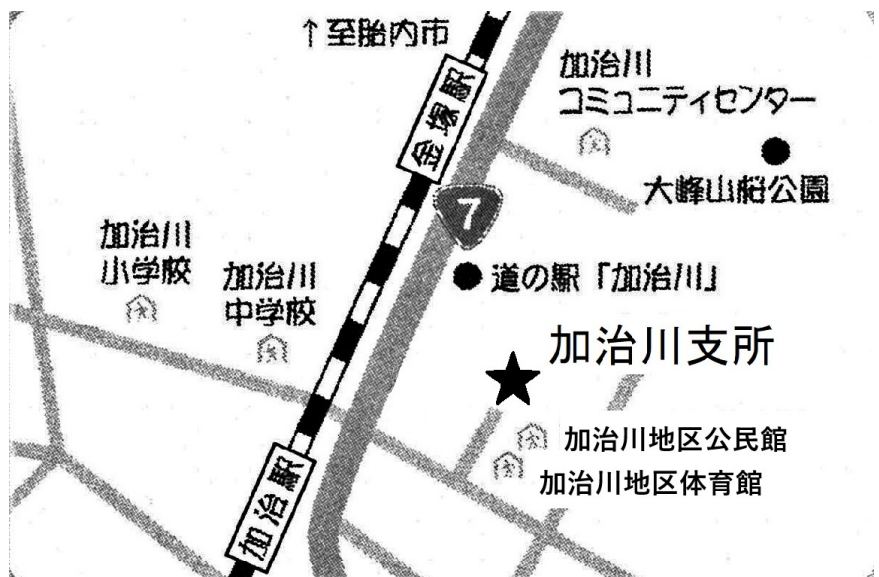 ↑至胎内市
金塚駅
加治川
コミュニティセンター
大峰山桜公園
7
加治川
小学校
加治川
中学校
道の駅「加治川」
加治川支所
加治川地区公民館
加治川地区体育館
加治駅